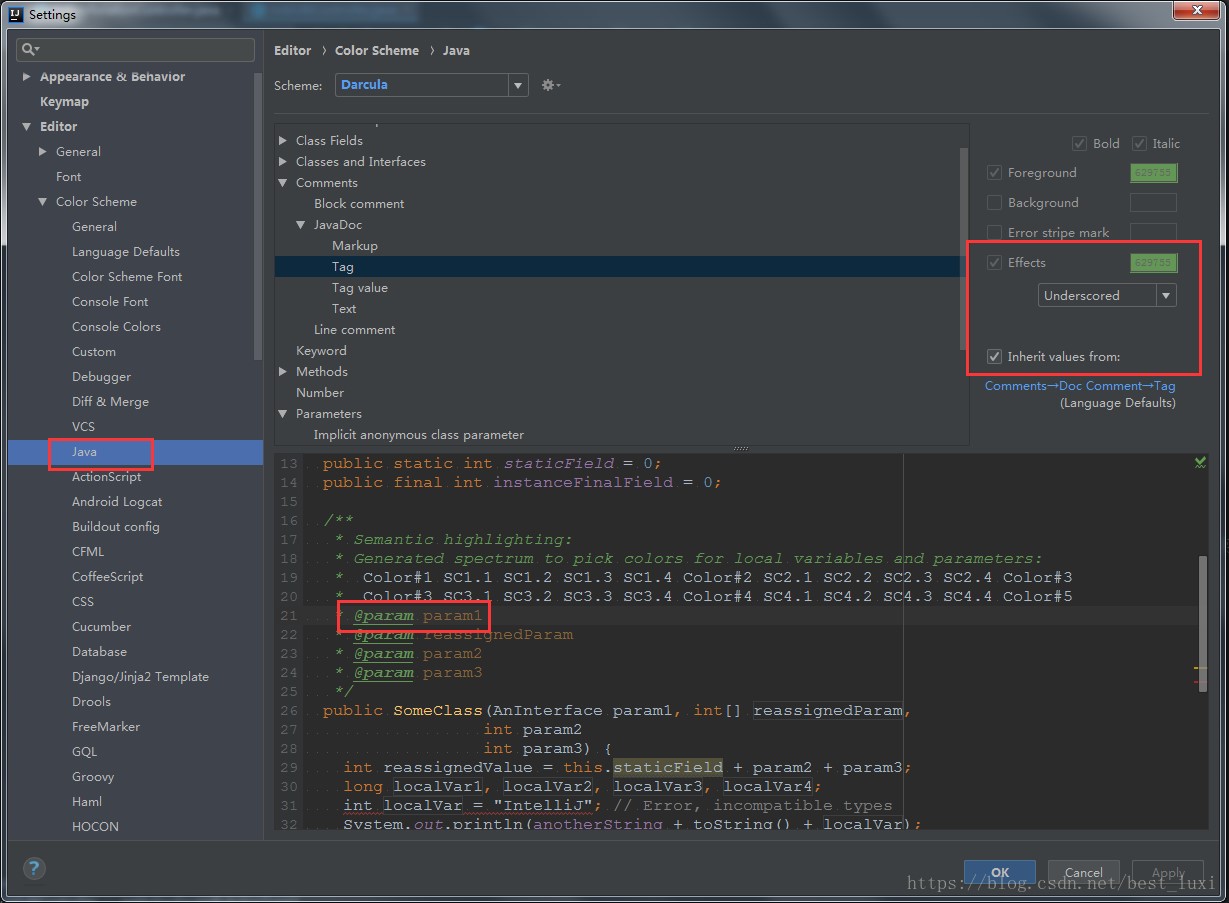 Settings
Appearance & Behavior
Keymap
Editor
General
Font
Color Scheme
General
Language Defaults
Color Scheme Font
Console Font
Console Colors
Custom
Debugger
Diff & Merge
VCS
Java
ActionScript
Android Logcat
Buildout config
CFML
CoffeeScript
CSS
Cucumber
Database
Django/Jinja2 Template
Drools
FreeMarker
GQL
Groovy
Haml
HOCON
Editor › Color Scheme › Java
Scheme: Darcula
Class Fields
Classes and Interfaces
Comments
Block comment
JavaDoc
Markup
Tag
Tag value
Text
Line comment
Keyword
Methods
Number
Parameters
Implicit anonymous class parameter
Bold Italic
Foreground 629755
Background
Error stripe mark
Effects 629755
Underscored
Inherit values from:
Comments→Doc Comment→Tag
(Language Defaults)
13 public static int staticField = 0;
14 public final int instanceFinalField = 0;
15
16 /**
17 * Semantic highlighting:
18 * Generated spectrum to pick colors for local variables and parameters:
19 * Color#1 SC1.1 SC1.2 SC1.3 SC1.4 Color#2 SC2.1 SC2.2 SC2.3 SC2.4 Color#3
20 * Color#3 SC3.1 SC3.2 SC3.3 SC3.4 Color#4 SC4.1 SC4.2 SC4.3 SC4.4 Color#5
21 * @param param1
22 * @param reassignedParam
23 * @param param2
24 * @param param3
25 */
26 public SomeClass(AnInterface param1, int[] reassignedParam,
27 int param2
28 int param3) {
29 int reassignedValue = this.staticField + param2 + param3;
30 long localVar1, localVar2, localVar3, localVar4;
31 int localVar = "IntelliJ"; // Error, incompatible types
32 System.out.println(anotherString + toString() + localVar);
?
OK Cancel Apply
https://blog.csdn.net/best_luxi